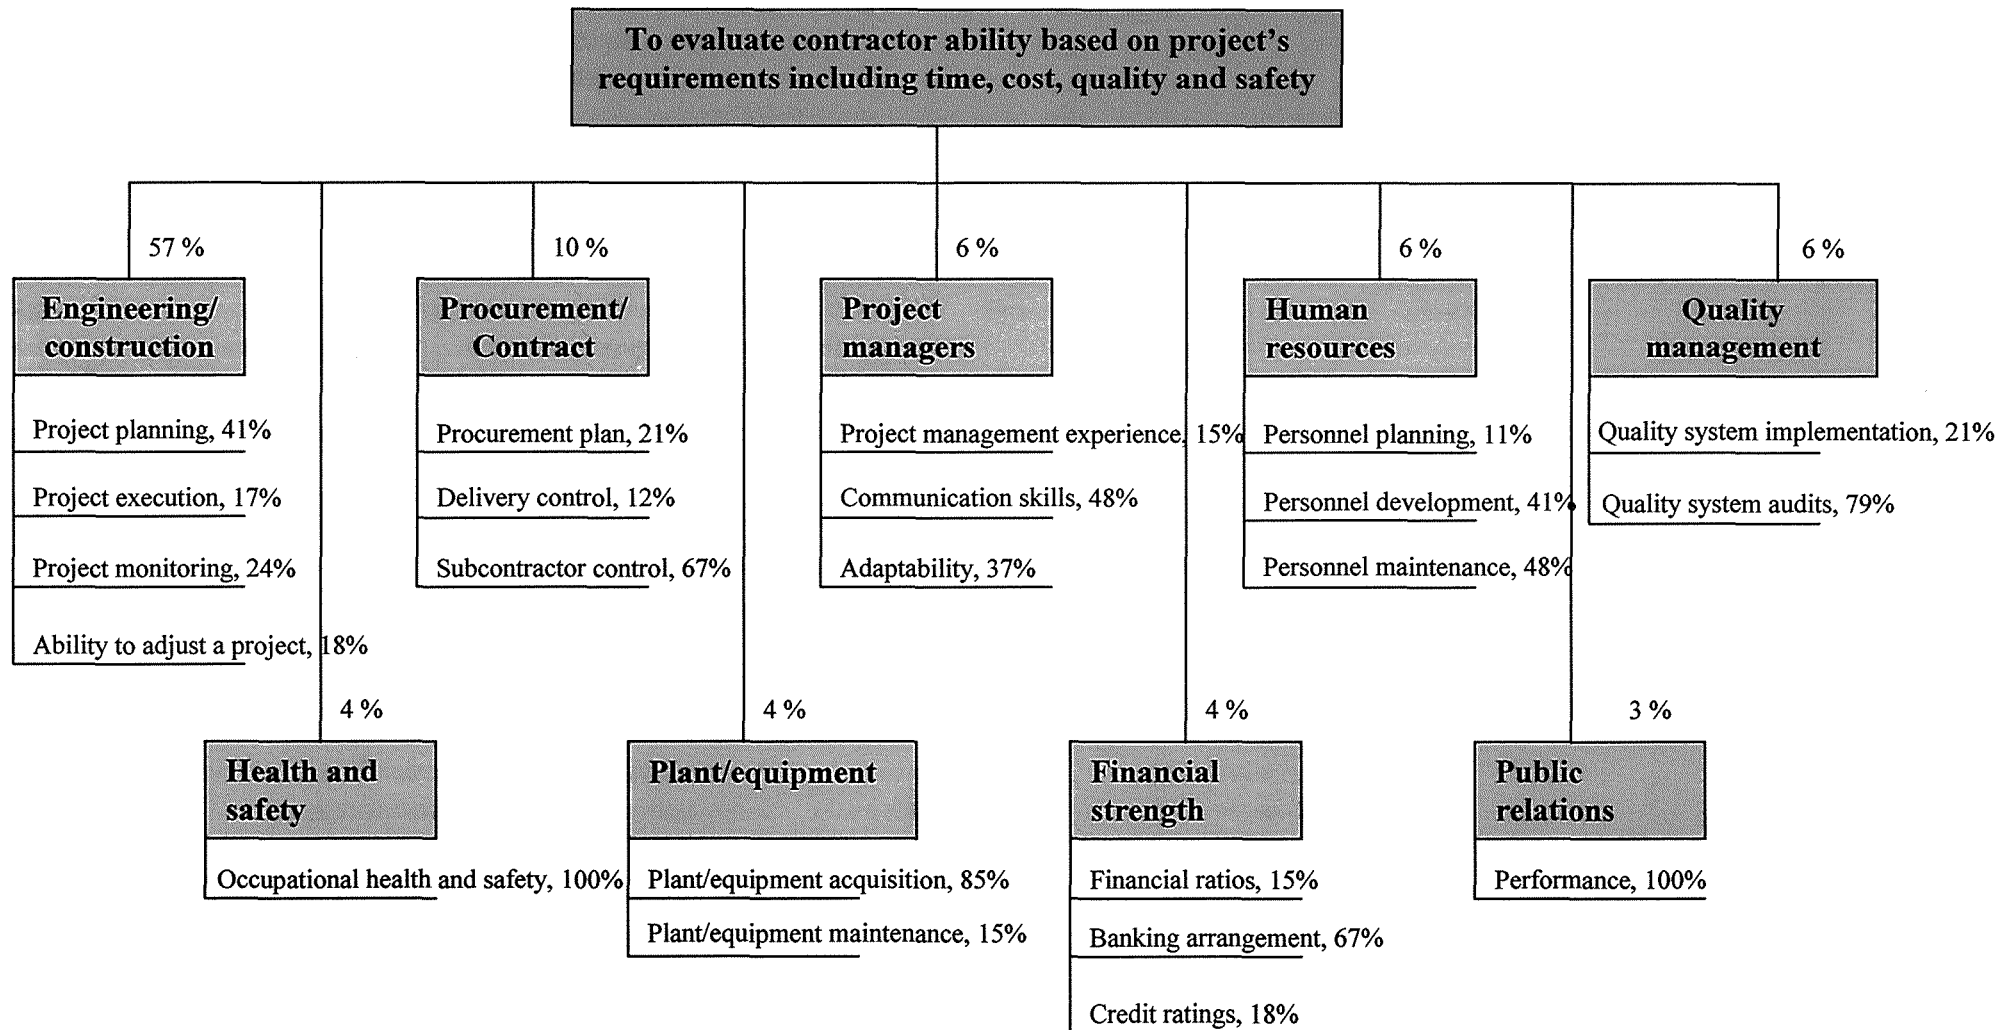 To evaluate contractor ability based on project's
requirements including time, cost, quality and safety
57 %
10 %
6 %
6 %
6 %
Engineering/
construction
Project planning, 41%
Project execution, 17%
Project monitoring, 24%
Ability to adjust a project, 18%
Procurement/
Contract
Procurement plan, 21%
Delivery control, 12%
Subcontractor control, 67%
Project
managers
Project management experience, 15%
Communication skills, 48%
Adaptability, 37%
Human
resources
Personnel planning, 11%
Personnel development, 41%
Personnel maintenance, 48%
Quality
management
Quality system implementation, 21%
Quality system audits, 79%
4 %
4 %
4 %
3 %
Health and
safety
Occupational health and safety, 100%
Plant/equipment
Plant/equipment acquisition, 85%
Plant/equipment maintenance, 15%
Financial
strength
Financial ratios, 15%
Banking arrangement, 67%
Credit ratings, 18%
Public
relations
Performance, 100%